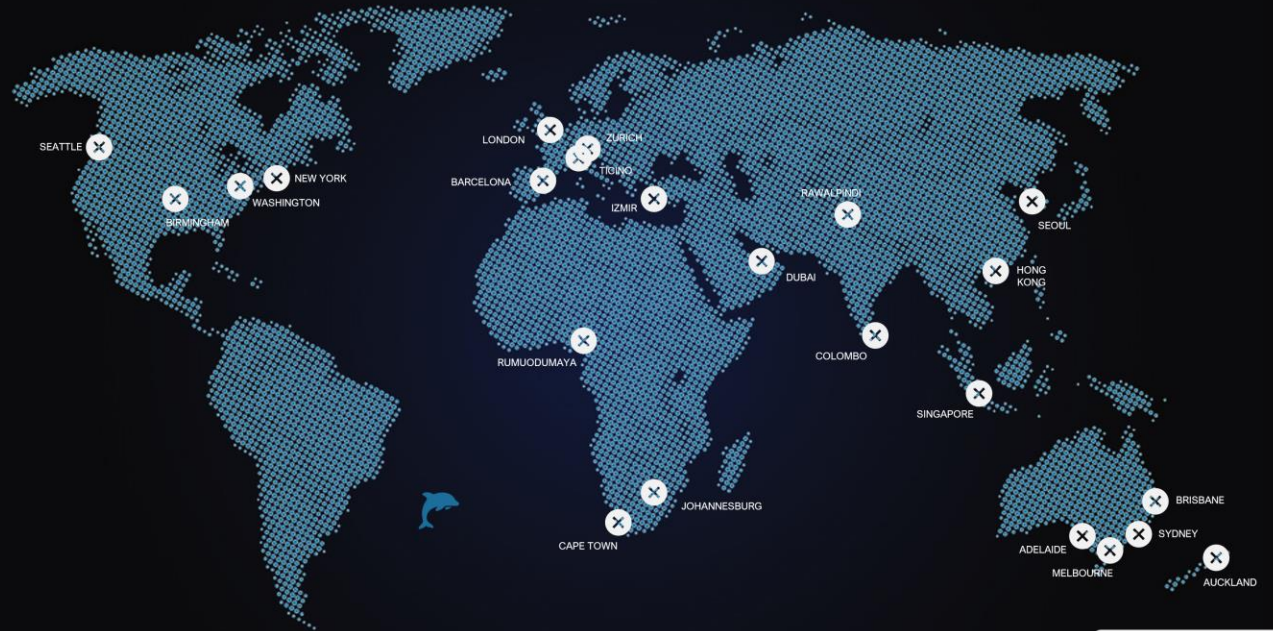 LONDON
ZURICH
SEATTLE
TICINO
NEW YORK
BARCELONA
RAWALPINDI
WASHINGTON
IZMIR
BIRMINGHAM
SEOUL
HONG
KONG
DUBAI
COLOMBO
RUMUODUMAYA
SINGAPORE
BRISBANE
JOHANNESBURG
SYDNEY
CAPE TOWN
ADELAIDE
MELBOURNE
AUCKLAND